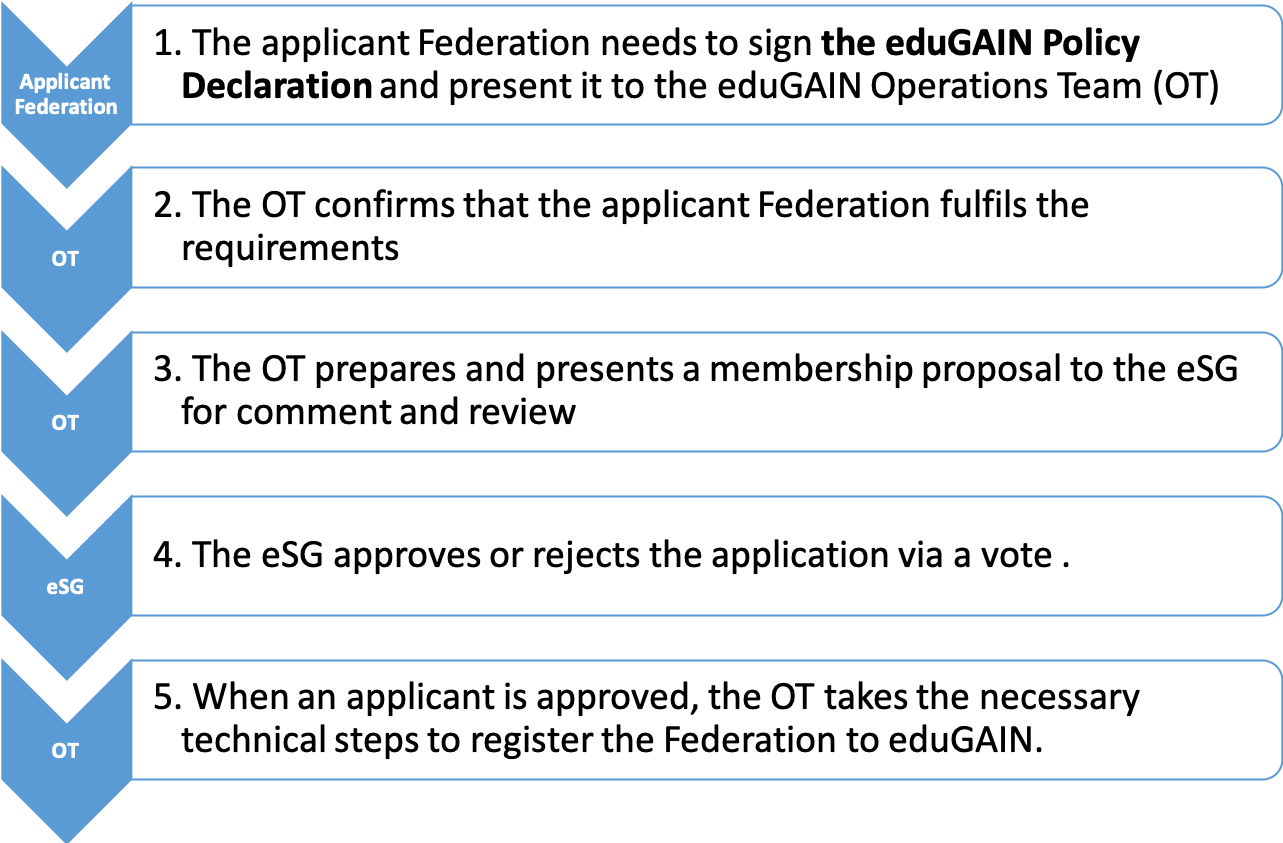 Applicant
Federation
1. The applicant Federation needs to sign the eduGAIN Policy
Declaration and present it to the eduGAIN Operations Team (OT)
OT
2. The OT confirms that the applicant Federation fulfils the
requirements
OT
3. The OT prepares and presents a membership proposal to the eSG
for comment and review
eSG
4. The eSG approves or rejects the application via a vote .
OT
5. When an applicant is approved, the OT takes the necessary
technical steps to register the Federation to eduGAIN.